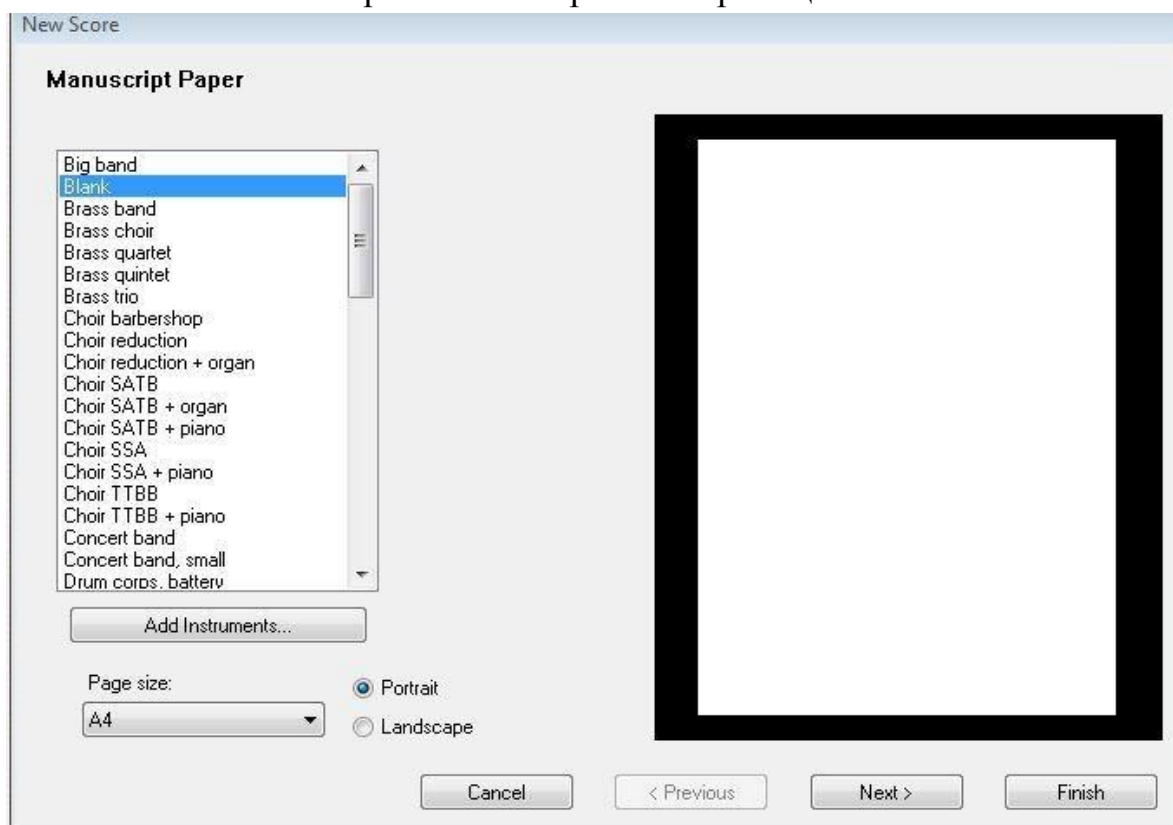 New Score
Manuscript Paper
Big band
Blank
Brass band
Brass choir
Brass quartet
Brass quintet
Brass trio
Choir barbershop
Choir reduction
Choir reduction + organ
Choir SATB
Choir SATB + organ
Choir SATB + piano
Choir SSA
Choir SSA + piano
Choir TTBB
Choir TTBB + piano
Concert band
Concert band, small
Drum corps, battery
Add Instruments...
Page size:
A4
Portrait
Landscape
Cancel
< Previous
Next >
Finish